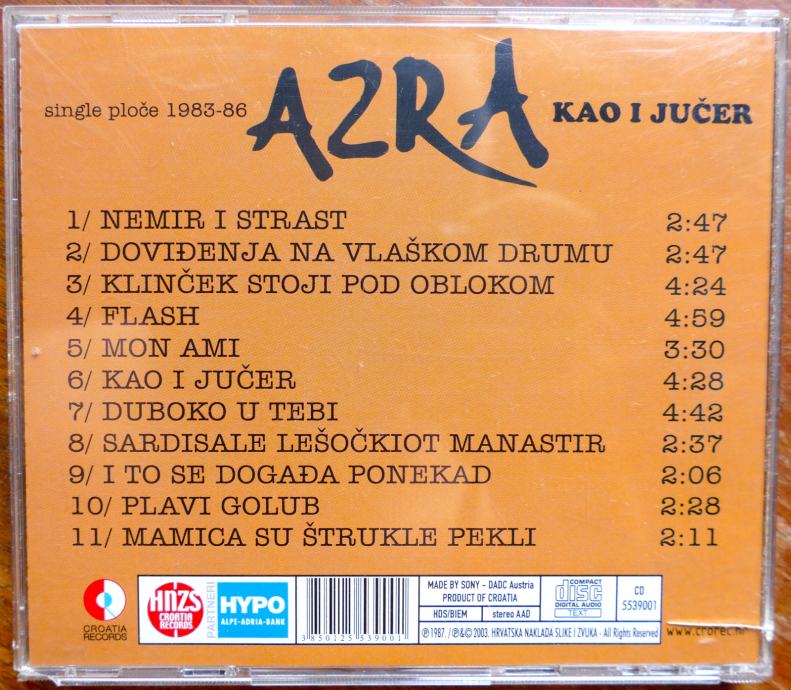 single ploče 1983-86 AZRA KAO I JUČER
1/ NEMIR I STRAST 2:47
2/ DOVIĐENJA NA VLAŠKOM DRUMU 2:47
3/ KLINČEK STOJI POD OBLOKOM 4:24
4/ FLASH 4:59
5/ MON AMI 3:30
6/ KAO I JUČER 4:28
7/ DUBOKO U TEBI 4:42
8/ SARDISALE LEŠOČKIOT MANASTIR 2:37
9/ I TO SE DOGAĐA PONEKAD 2:06
10/ PLAVI GOLUB 2:28
11/ MAMICA SU ŠTRUKLE PEKLI 2:11
CROATIA
RECORDS
HNZS
CROATIA
RECORDS
PARTNERI
HYPO
ALPE-ADRIA-BANK
3850125539001
MADE BY SONY - DADC Austria
PRODUCT OF CROATIA
HDS/BIEM
stereo AAD
COMPACT
disc
DIGITAL AUDIO
TEXT
CD
5539001
Ⓟ1987. /Ⓟ&© 2003. HRVATSKA NAKLADA SLIKE I ZVUKA - All Rights Reserved
www.crorec.hr